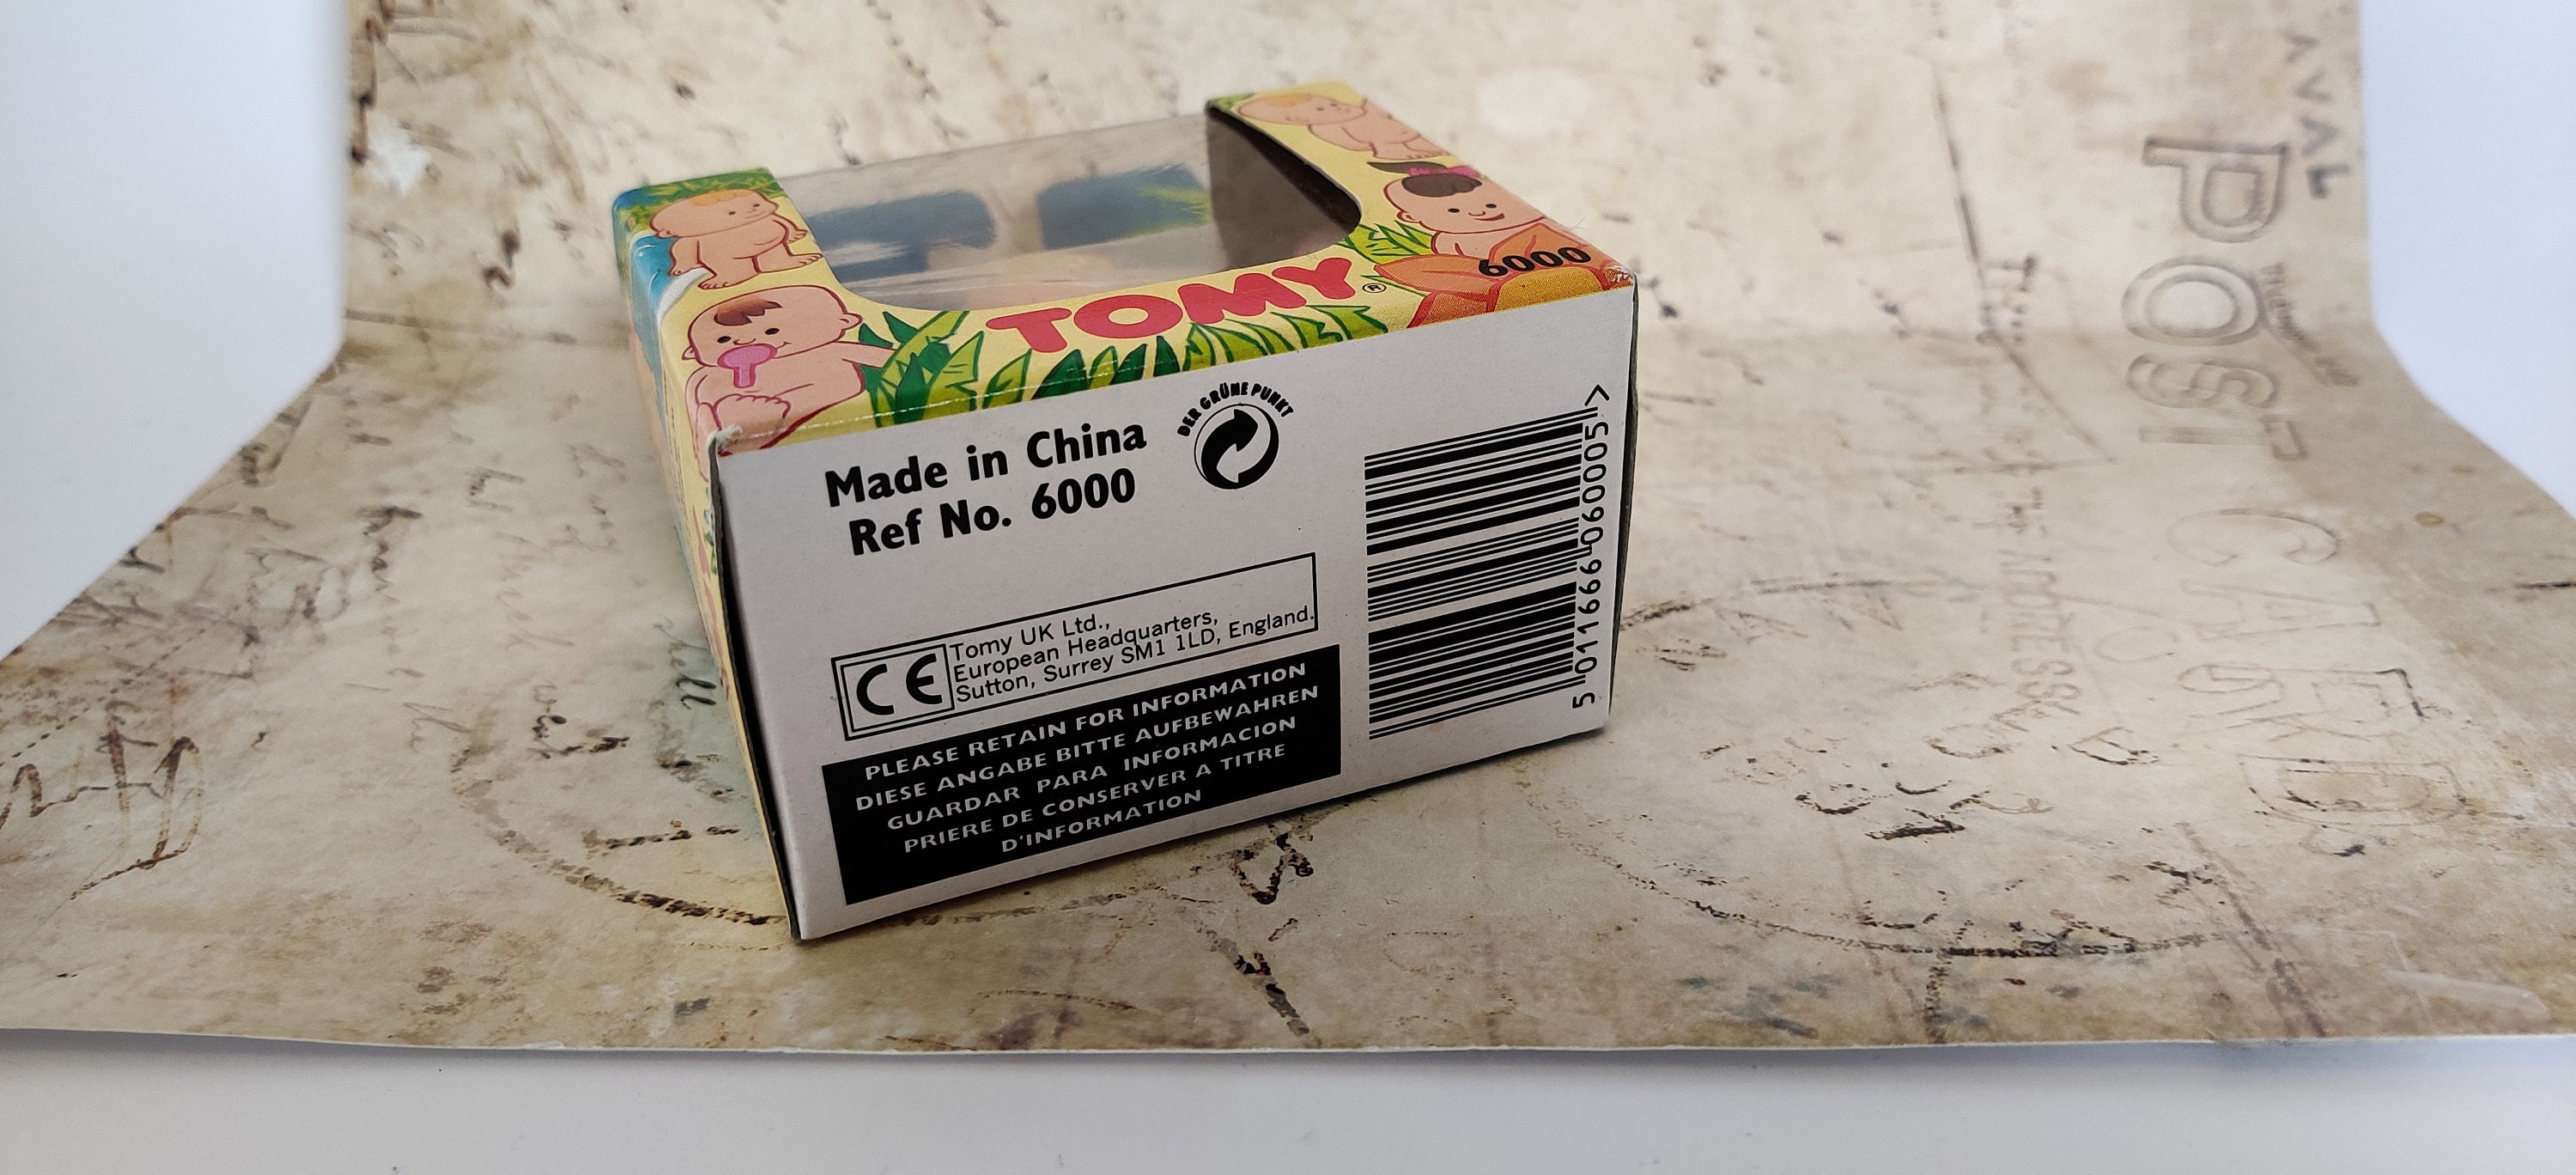 TOMY®
6000
DER GRÜNE PUNKT
Made in China
Ref No. 6000
CE
Tomy UK Ltd.,
European Headquarters,
Sutton, Surrey SM1 1LD, England.
PLEASE RETAIN FOR INFORMATION
DIESE ANGABE BITTE AUFBEWAHREN
GUARDAR PARA INFORMACION
PRIERE DE CONSERVER A TITRE
D'INFORMATION
5 011666 060005 >
POST CARD